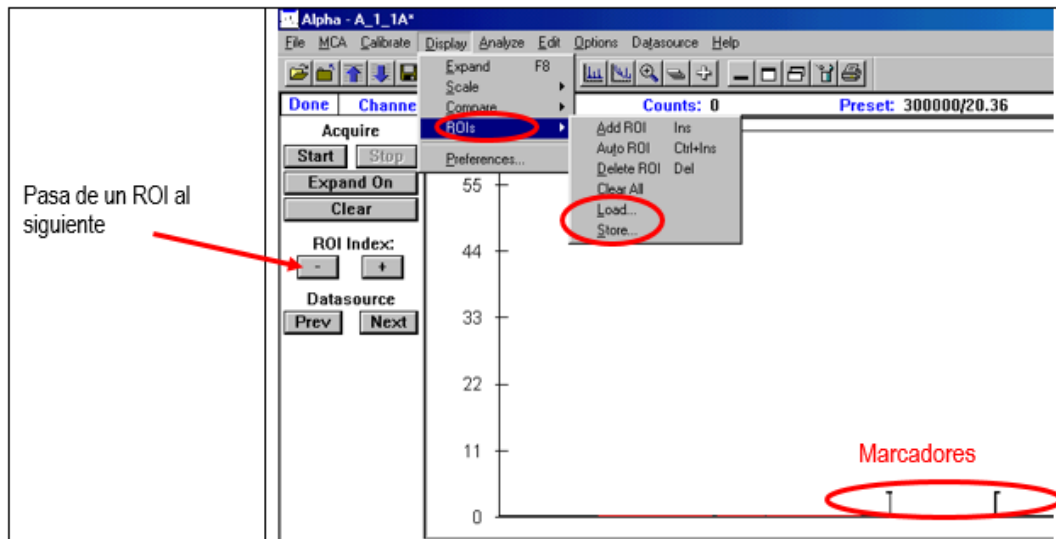 Pasa de un ROI al
siguiente
Alpha - A_1_1A*
File MCA Calibrate Display Analyze Edit Options Datasource Help
Done Channe Counts: 0 Preset: 300000/20.36
Expand F8
Scale
Compare
ROIs
Preferences...
Add ROI Ins
Auto ROI Ctrl+Ins
Delete ROI Del
Clear All
Load...
Store...
Acquire
Start Stop
Expand On
Clear
ROI Index:
- +
Datasource
Prev Next
55
44
33
22
11
0
Marcadores